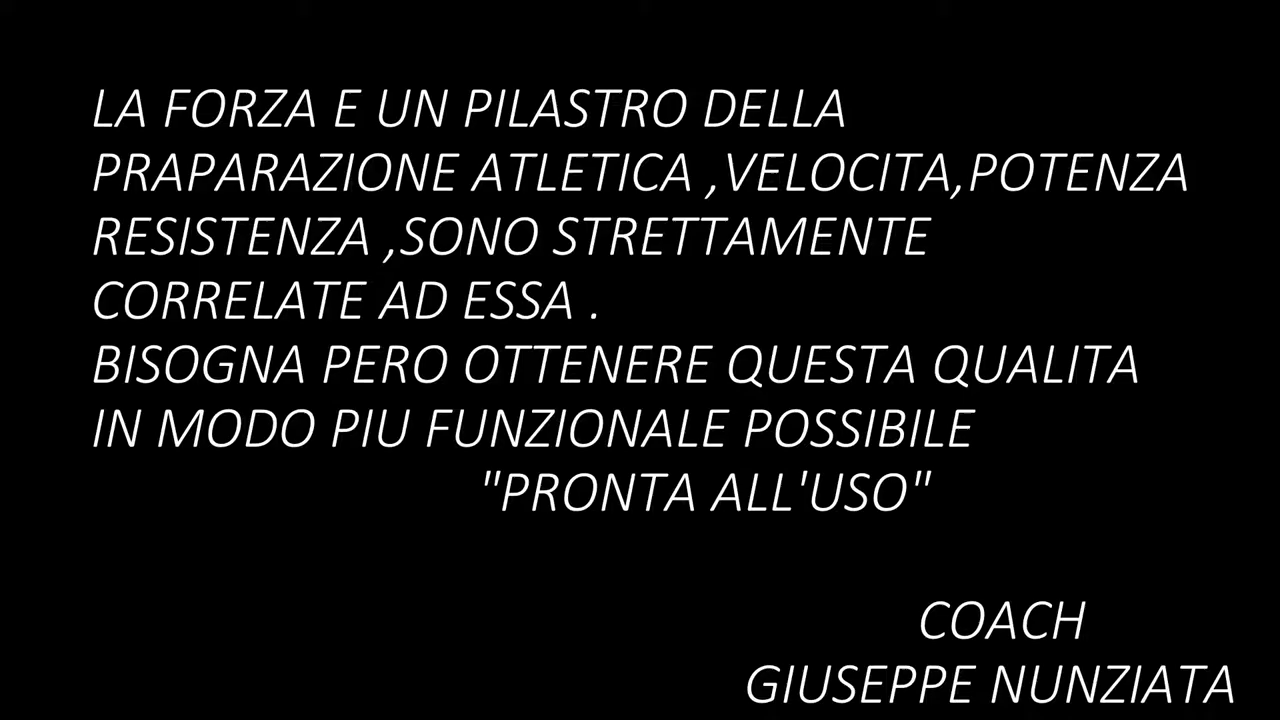 LA FORZA E UN PILASTRO DELLA
PRAPARAZIONE ATLETICA ,VELOCITA,POTENZA
RESISTENZA ,SONO STRETTAMENTE
CORRELATE AD ESSA .
BISOGNA PERO OTTENERE QUESTA QUALITA
IN MODO PIU FUNZIONALE POSSIBILE
"PRONTA ALL'USO"
COACH
GIUSEPPE NUNZIATA